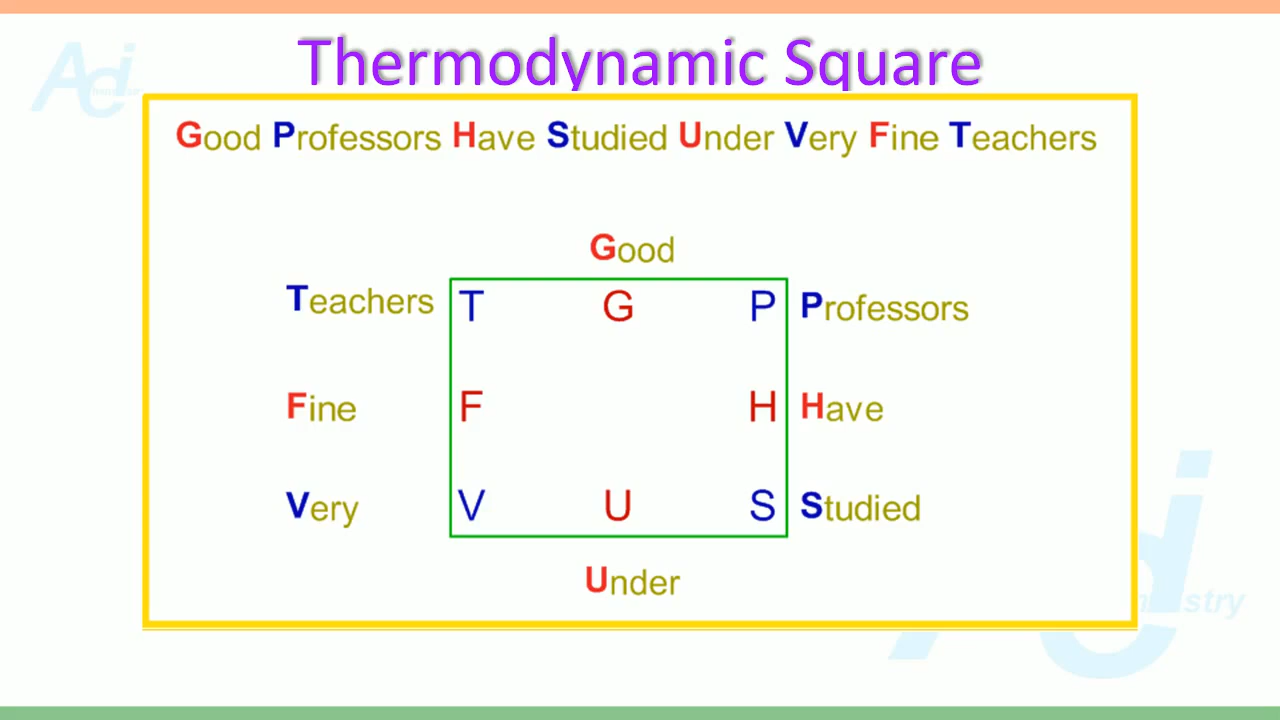 Thermodynamic Square
Good Professors Have Studied Under Very Fine Teachers
Good
Teachers T G P Professors
Fine F H Have
Very V U S Studied
Under